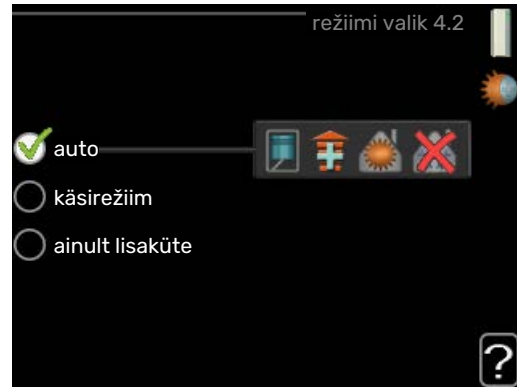 režiimi valik 4.2
auto
käsirežiim
ainult lisaküte
?